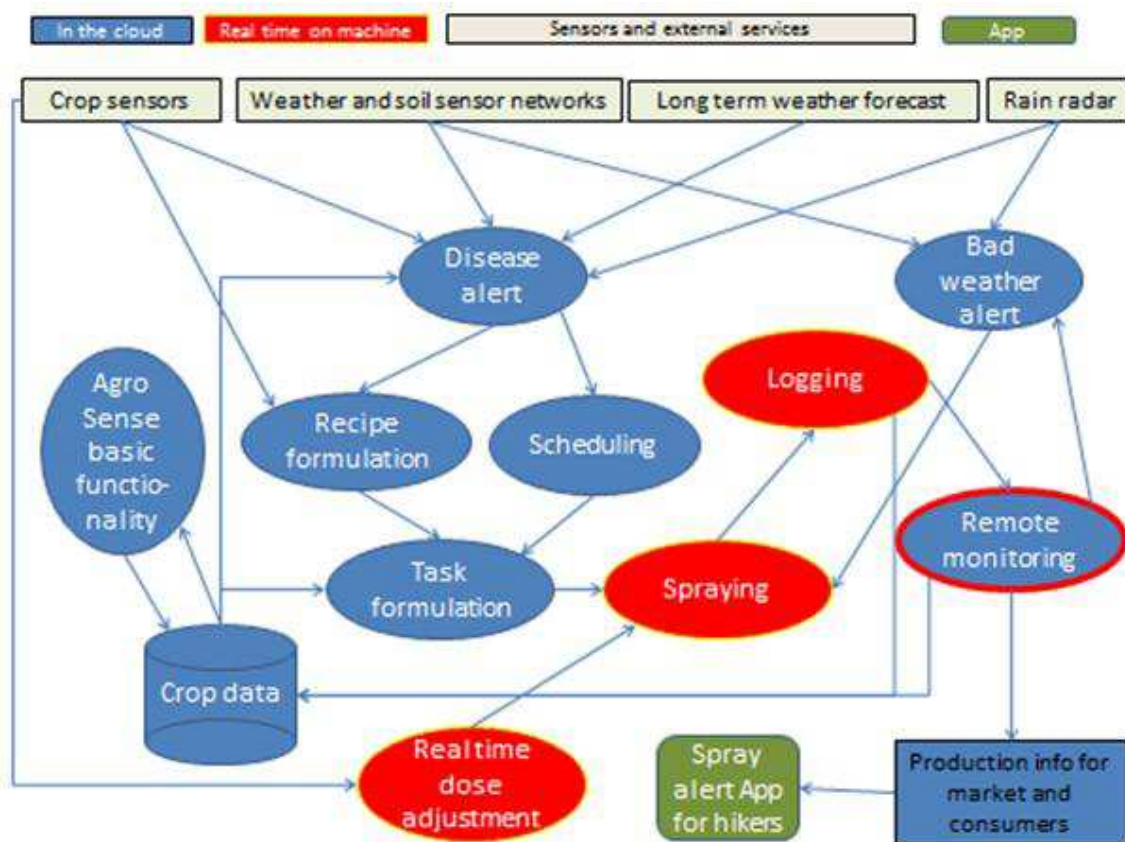 In the cloud
Real time on machine
Sensors and external services
App
Crop sensors
Weather and soil sensor networks
Long term weather forecast
Rain radar
Disease
alert
Bad
weather
alert
Agro
Sense
basic
functio-
nality
Recipe
formulation
Scheduling
Logging
Task
formulation
Spraying
Remote
monitoring
Crop data
Real time
dose
adjustment
Spray
alert App
for hikers
Production info for
market and
consumers